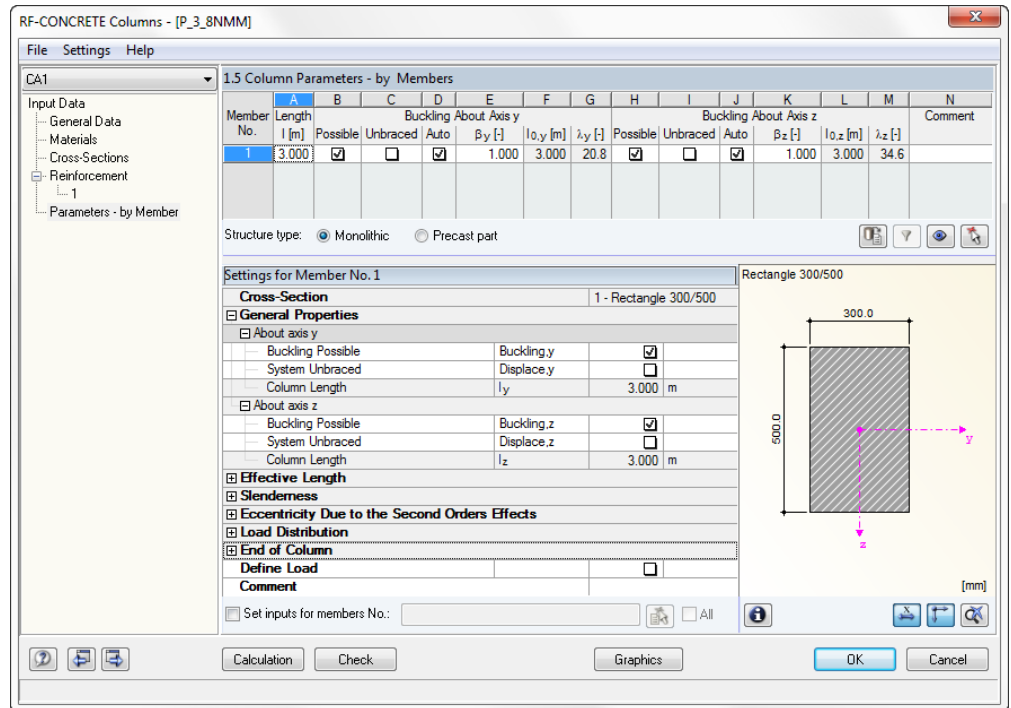 RF-CONCRETE Columns - [P_3_8NMM]
File Settings Help
CA1
Input Data
General Data
Materials
Cross-Sections
Reinforcement
1
Parameters - by Member
1.5 Column Parameters - by Members
A B C D E F G H I J K L M N
Member Length Buckling About Axis y Buckling About Axis z Comment
No. l [m] Possible Unbraced Auto βy [-] l0,y [m] λy [-] Possible Unbraced Auto βz [-] l0,z [m] λz [-]
1 3.000 1.000 3.000 20.8 1.000 3.000 34.6
Structure type: Monolithic Precast part
Settings for Member No. 1
Cross-Section 1 - Rectangle 300/500
General Properties
About axis y
Buckling Possible Buckling,y
System Unbraced Displace,y
Column Length ly 3.000 m
About axis z
Buckling Possible Buckling,z
System Unbraced Displace,z
Column Length lz 3.000 m
Effective Length
Slenderness
Eccentricity Due to the Second Orders Effects
Load Distribution
End of Column
Define Load
Comment
Set inputs for members No.: All
Rectangle 300/500
300.0
500.0
y
z
[mm]
Calculation Check Graphics OK Cancel